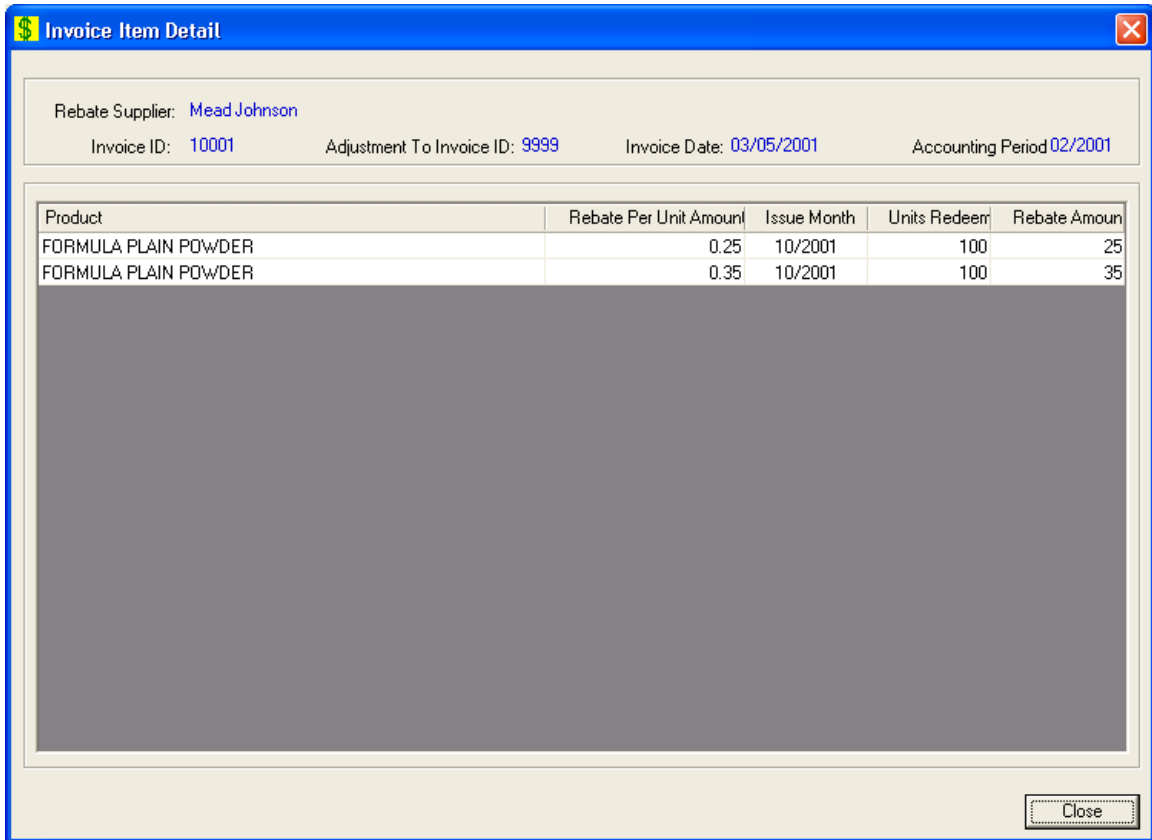 Invoice Item Detail
Rebate Supplier: Mead Johnson
Invoice ID: 10001 Adjustment To Invoice ID: 9999 Invoice Date: 03/05/2001 Accounting Period 02/2001
Product Rebate Per Unit Amount Issue Month Units Redeem Rebate Amoun
FORMULA PLAIN POWDER 0.25 10/2001 100 25
FORMULA PLAIN POWDER 0.35 10/2001 100 35
Close